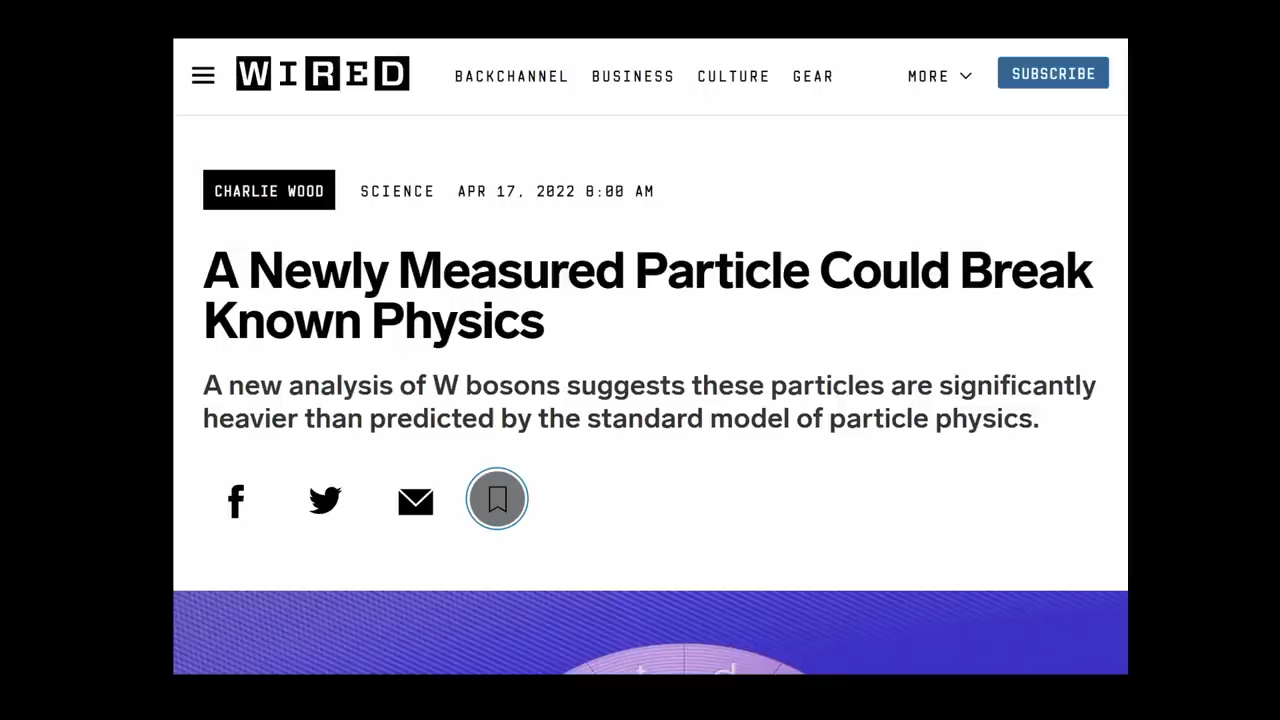 WIRED BACKCHANNEL BUSINESS CULTURE GEAR MORE SUBSCRIBE
CHARLIE WOOD SCIENCE APR 17, 2022 8:00 AM
A Newly Measured Particle Could Break
Known Physics
A new analysis of W bosons suggests these particles are significantly
heavier than predicted by the standard model of particle physics.